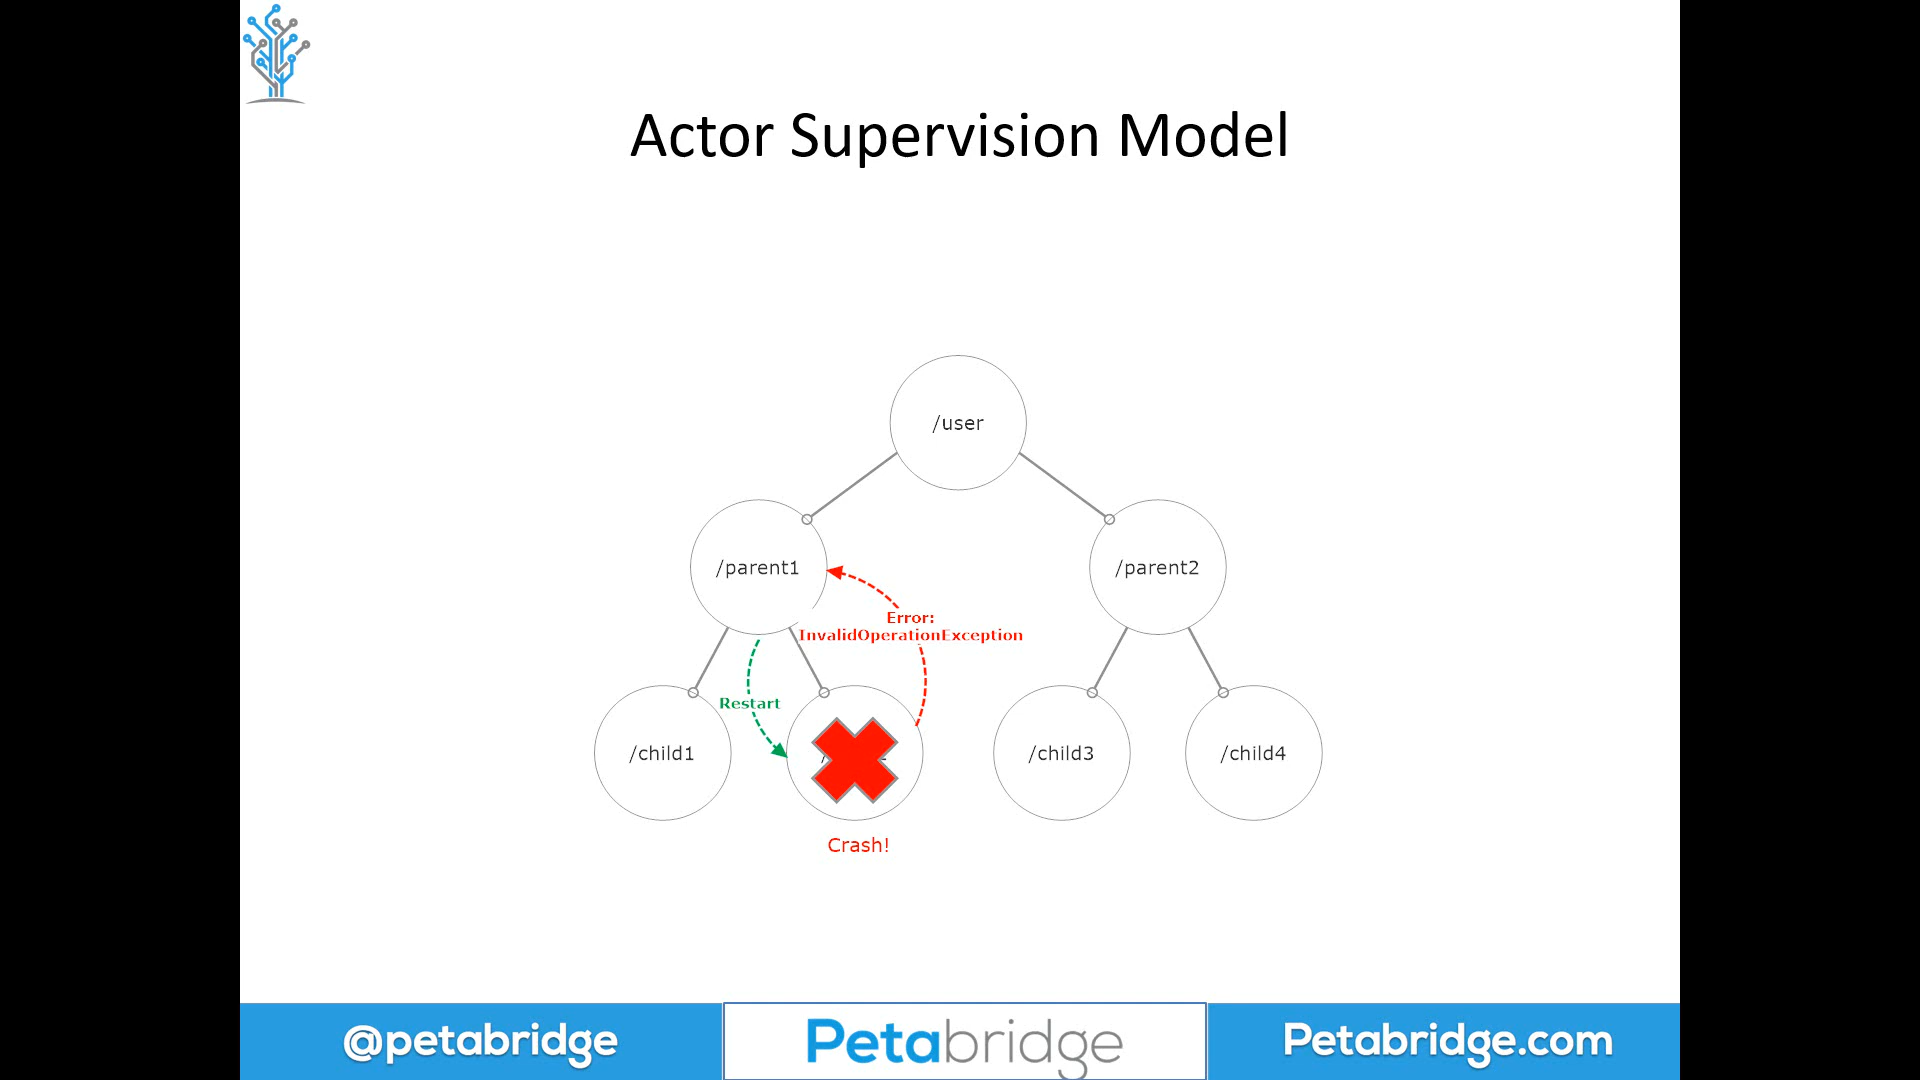 Actor Supervision Model
/user
/parent1
/parent2
Error:
InvalidOperationException
Restart
/child1
/child3
/child4
Crash!
@petabridge
Petabridge
Petabridge.com